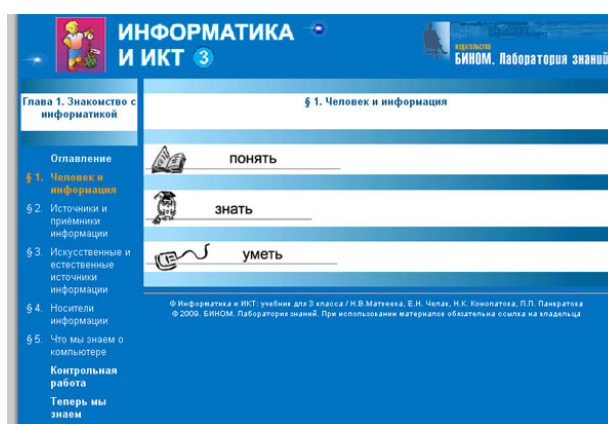 ИНФОРМАТИКА
И ИКТ 3
издательство
БИНОМ. Лаборатория знаний
Глава 1. Знакомство с
информатикой
§ 1. Человек и информация
Оглавление
§ 1. Человек и
информация
§ 2. Источники и
приёмники
информации
§ 3. Искусственные и
естественные
источники
информации
§ 4. Носители
информации
§ 5. Что мы знаем о
компьютере
Контрольная
работа
Теперь мы
знаем
понять
знать
уметь
© Информатика и ИКТ: учебник для 3 класса / Н.В.Матвеева, Е.Н. Челак, Н.К. Конопатова, Л.П. Панкратова
© 2009. БИНОМ. Лаборатория знаний. При использовании материалов обязательна ссылка на владельца